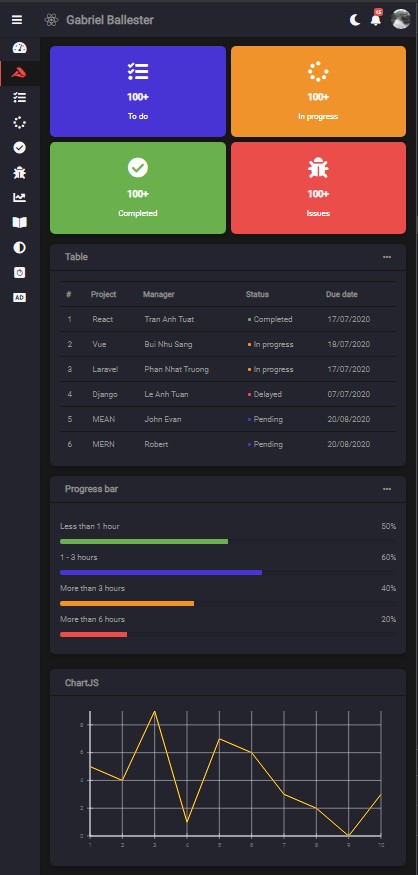 Gabriel Ballester
15
100+
To do
100+
In progress
100+
Completed
100+
Issues
Table
# Project Manager Status Due date
1 React Tran Anh Tuat Completed 17/07/2020
2 Vue Bui Nhu Sang In progress 18/07/2020
3 Laravel Phan Nhat Truong In progress 17/07/2020
4 Django Le Anh Tuan Delayed 07/07/2020
5 MEAN John Evan Pending 20/08/2020
6 MERN Robert Pending 20/08/2020
Progress bar
Less than 1 hour 50%
1 - 3 hours 60%
More than 3 hours 40%
More than 6 hours 20%
AD
ChartJS
8
6
4
2
0
1 2 3 4 5 6 7 8 9 10